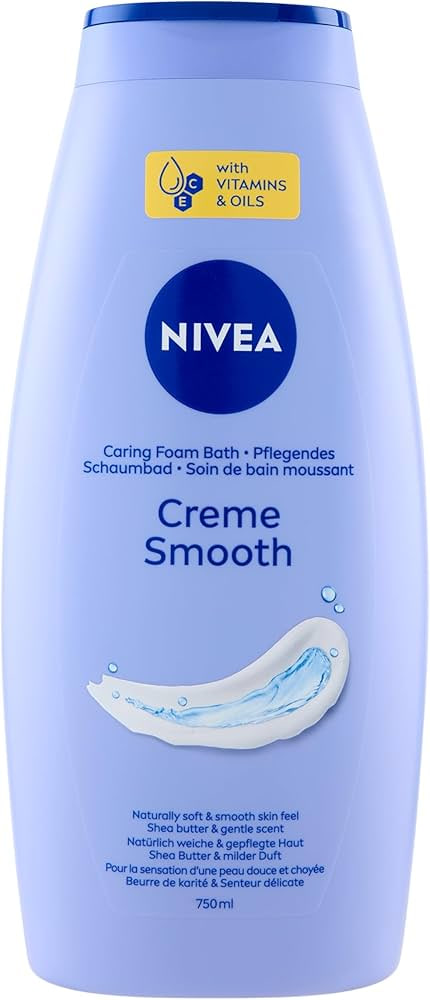 with
VITAMINS
& OILS
C
E
NIVEA
Caring Foam Bath • Pflegendes
Schaumbad • Soin de bain moussant
Creme
Smooth
Naturally soft & smooth skin feel
Shea butter & gentle scent
Natürlich weiche & gepflegte Haut
Shea Butter & milder Duft
Pour la sensation d'une peau douce et choyée
Beurre de karité & Senteur délicate
750 ml